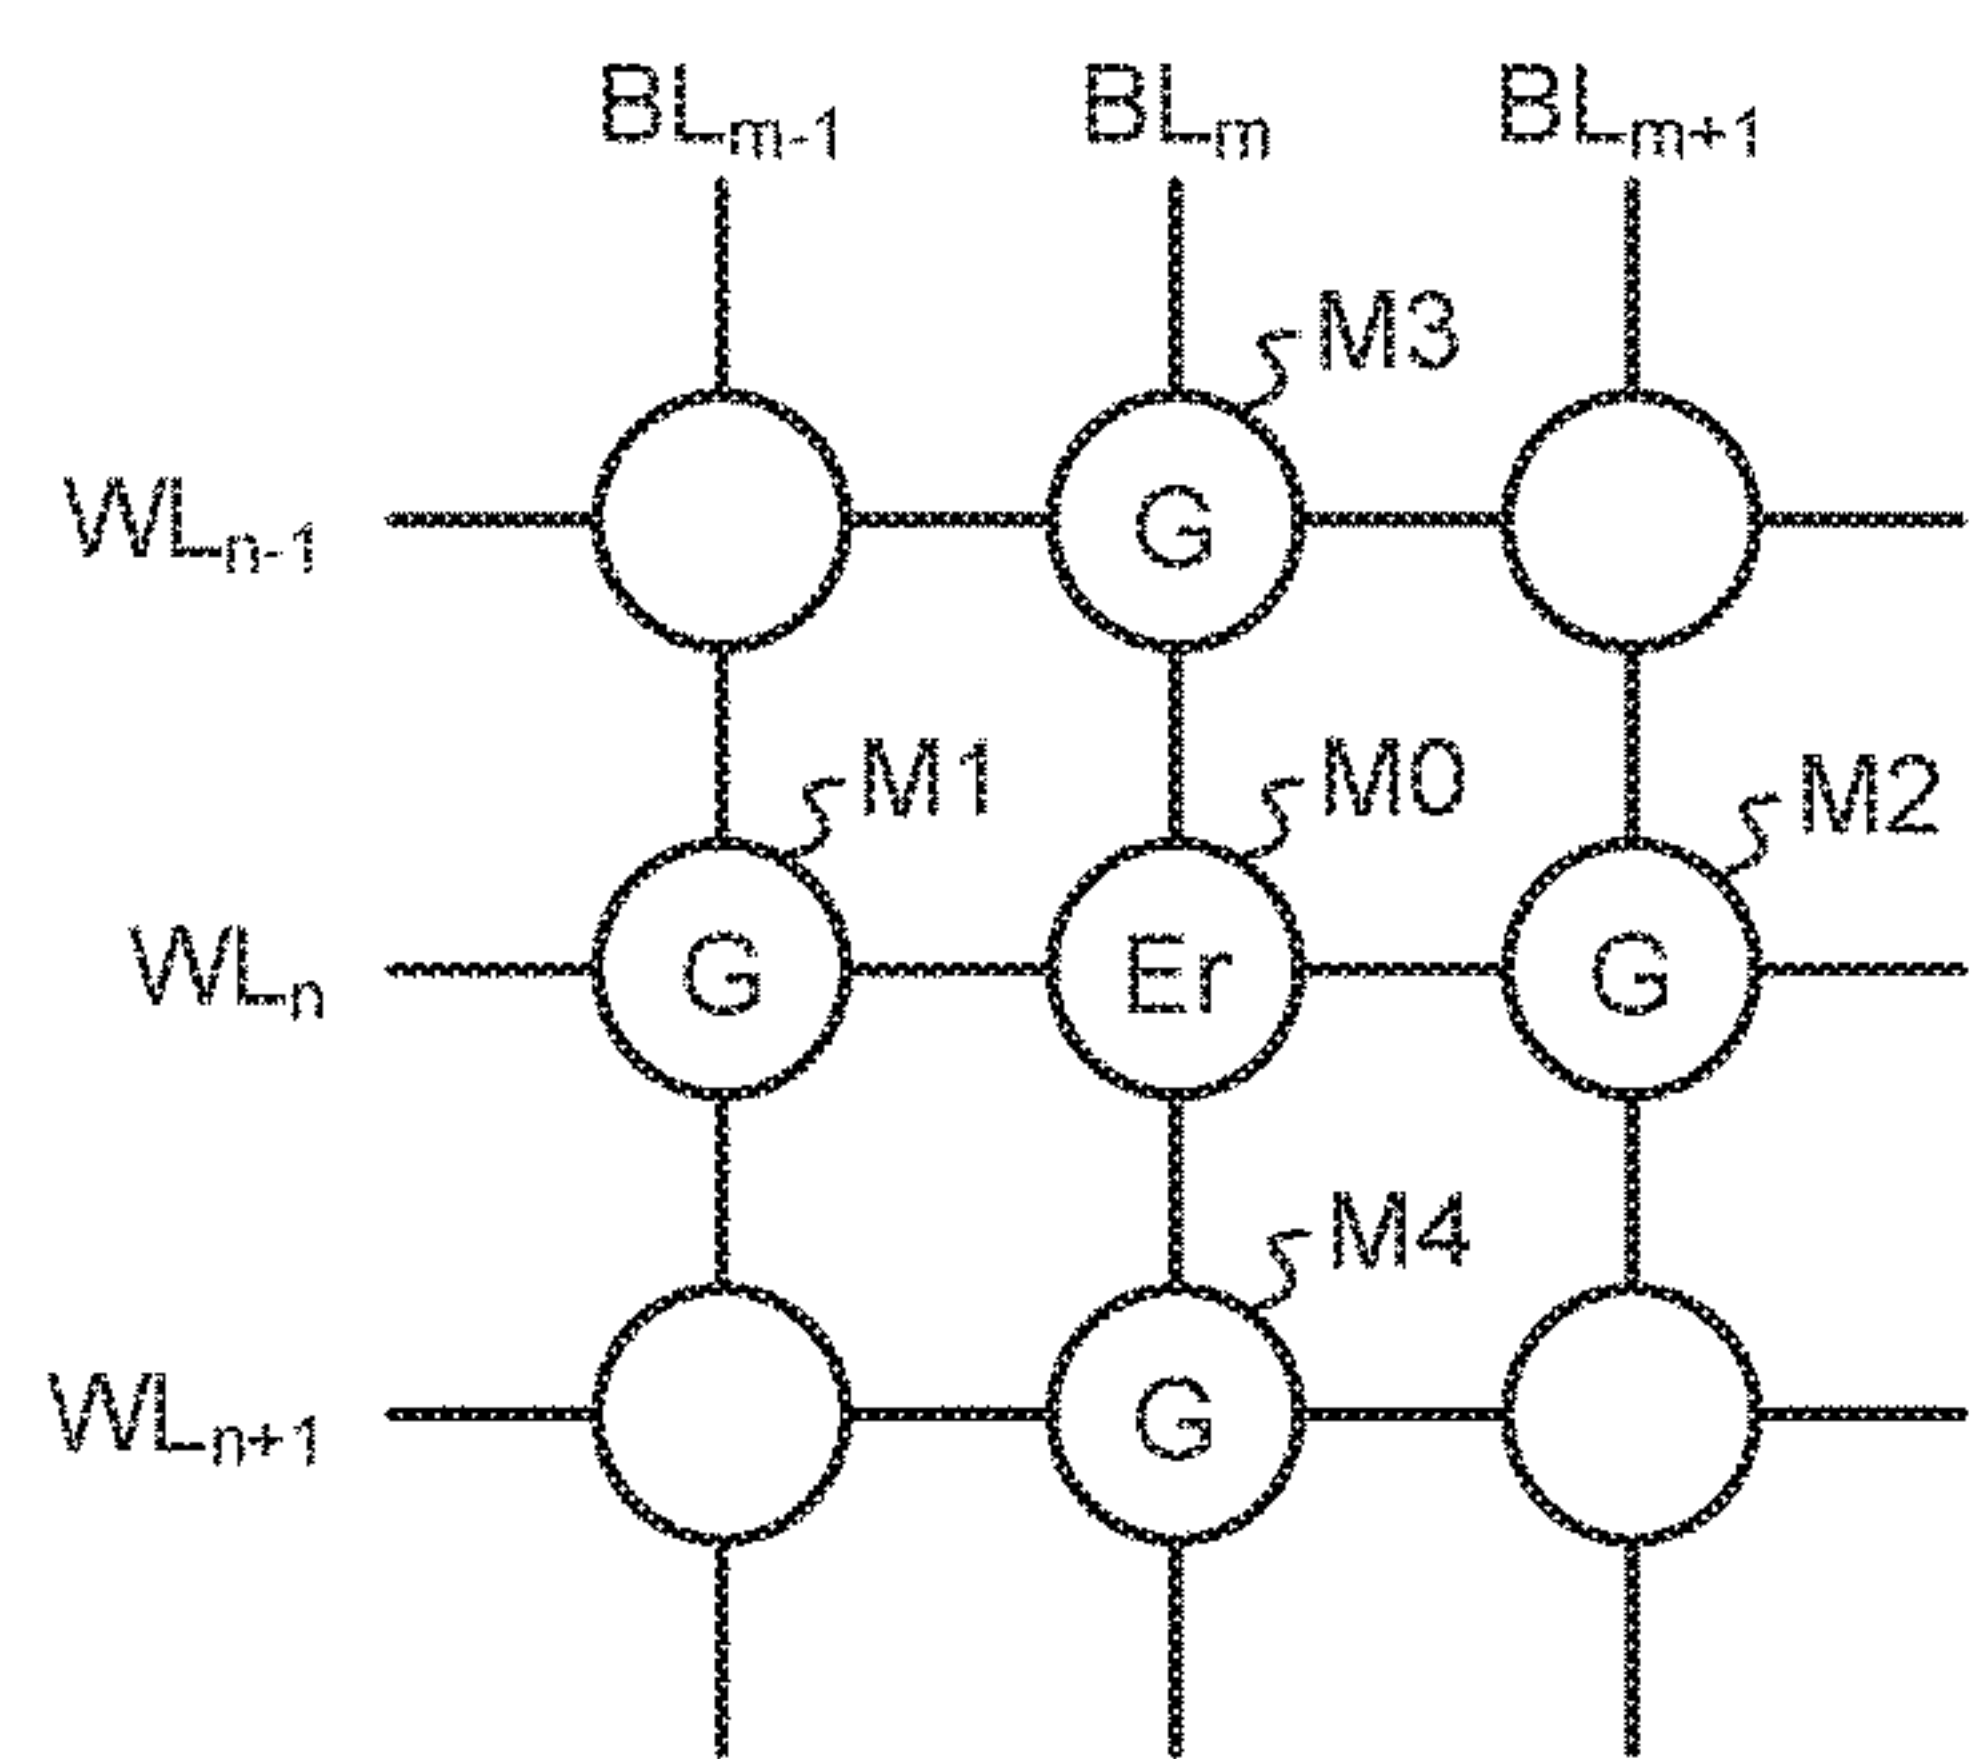 BLm-1 BLm BLm+1
M3
WLn-1 G
M1 M0 M2
WLn G Er G
M4
WLn+1 G